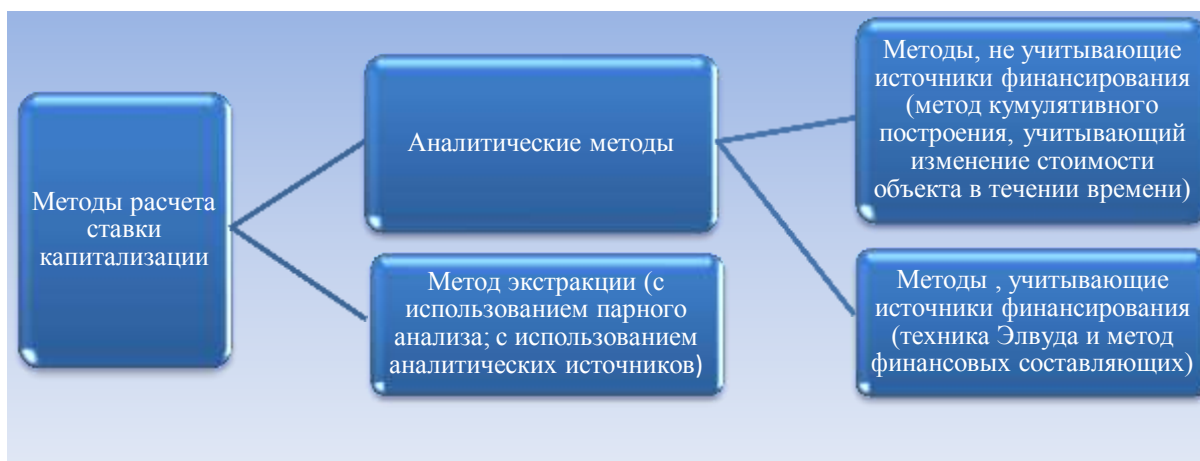 Методы расчета
ставки
капитализации
Аналитические методы
Метод экстракции (с
использованием парного
анализа; с использованием
аналитических источников)
Методы, не учитывающие
источники финансирования
(метод кумулятивного
построения, учитывающий
изменение стоимости
объекта в течении времени)
Методы , учитывающие
источники финансирования
(техника Элвуда и метод
финансовых составляющих)